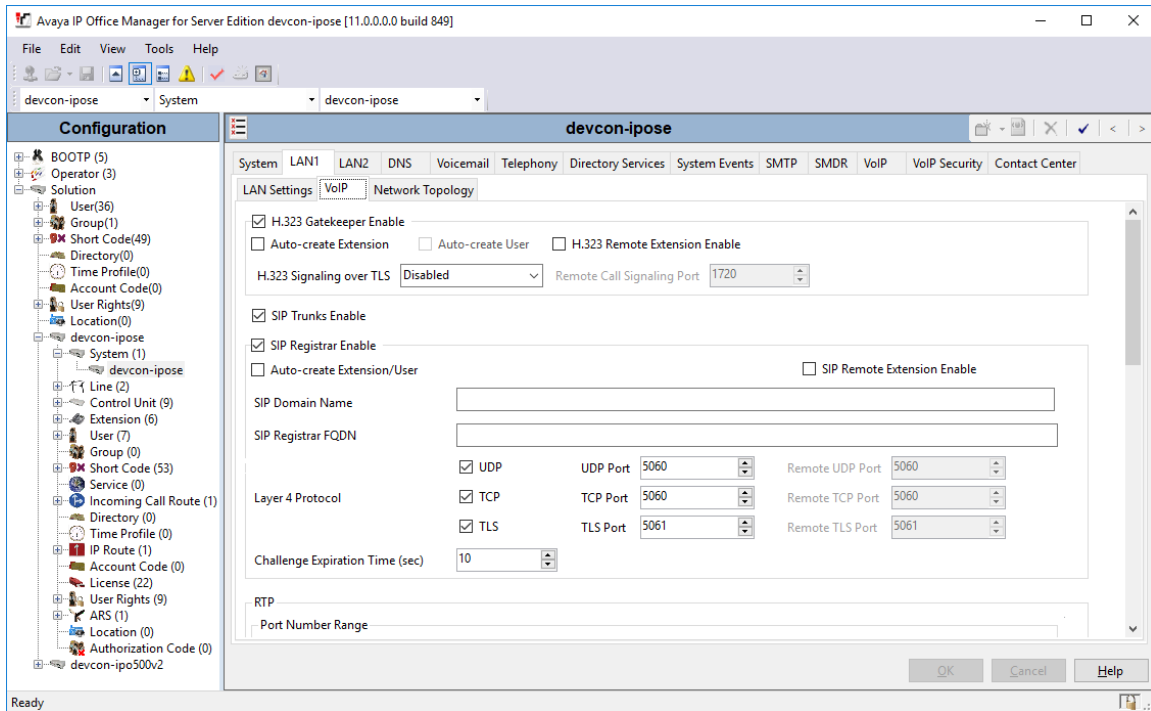 Avaya IP Office Manager for Server Edition devcon-ipose [11.0.0.0.0 build 849]
File Edit View Tools Help
devcon-ipose System devcon-ipose
Configuration
BOOTP (5)
Operator (3)
Solution
User(36)
Group(1)
Short Code(49)
Directory(0)
Time Profile(0)
Account Code(0)
User Rights(9)
Location(0)
devcon-ipose
System (1)
devcon-ipose
Line (2)
Control Unit (9)
Extension (6)
User (7)
Group (0)
Short Code (53)
Service (0)
Incoming Call Route (1)
Directory (0)
Time Profile (0)
IP Route (1)
Account Code (0)
License (22)
User Rights (9)
ARS (1)
Location (0)
Authorization Code (0)
devcon-ipo500v2
devcon-ipose
System LAN1 LAN2 DNS Voicemail Telephony Directory Services System Events SMTP SMDR VoIP VoIP Security Contact Center
LAN Settings VoIP Network Topology
H.323 Gatekeeper Enable
Auto-create Extension Auto-create User H.323 Remote Extension Enable
H.323 Signaling over TLS Disabled Remote Call Signaling Port 1720
SIP Trunks Enable
SIP Registrar Enable
Auto-create Extension/User SIP Remote Extension Enable
SIP Domain Name
SIP Registrar FQDN
UDP UDP Port 5060 Remote UDP Port 5060
Layer 4 Protocol TCP TCP Port 5060 Remote TCP Port 5060
TLS TLS Port 5061 Remote TLS Port 5061
Challenge Expiration Time (sec) 10
RTP
Port Number Range
OK Cancel Help
Ready